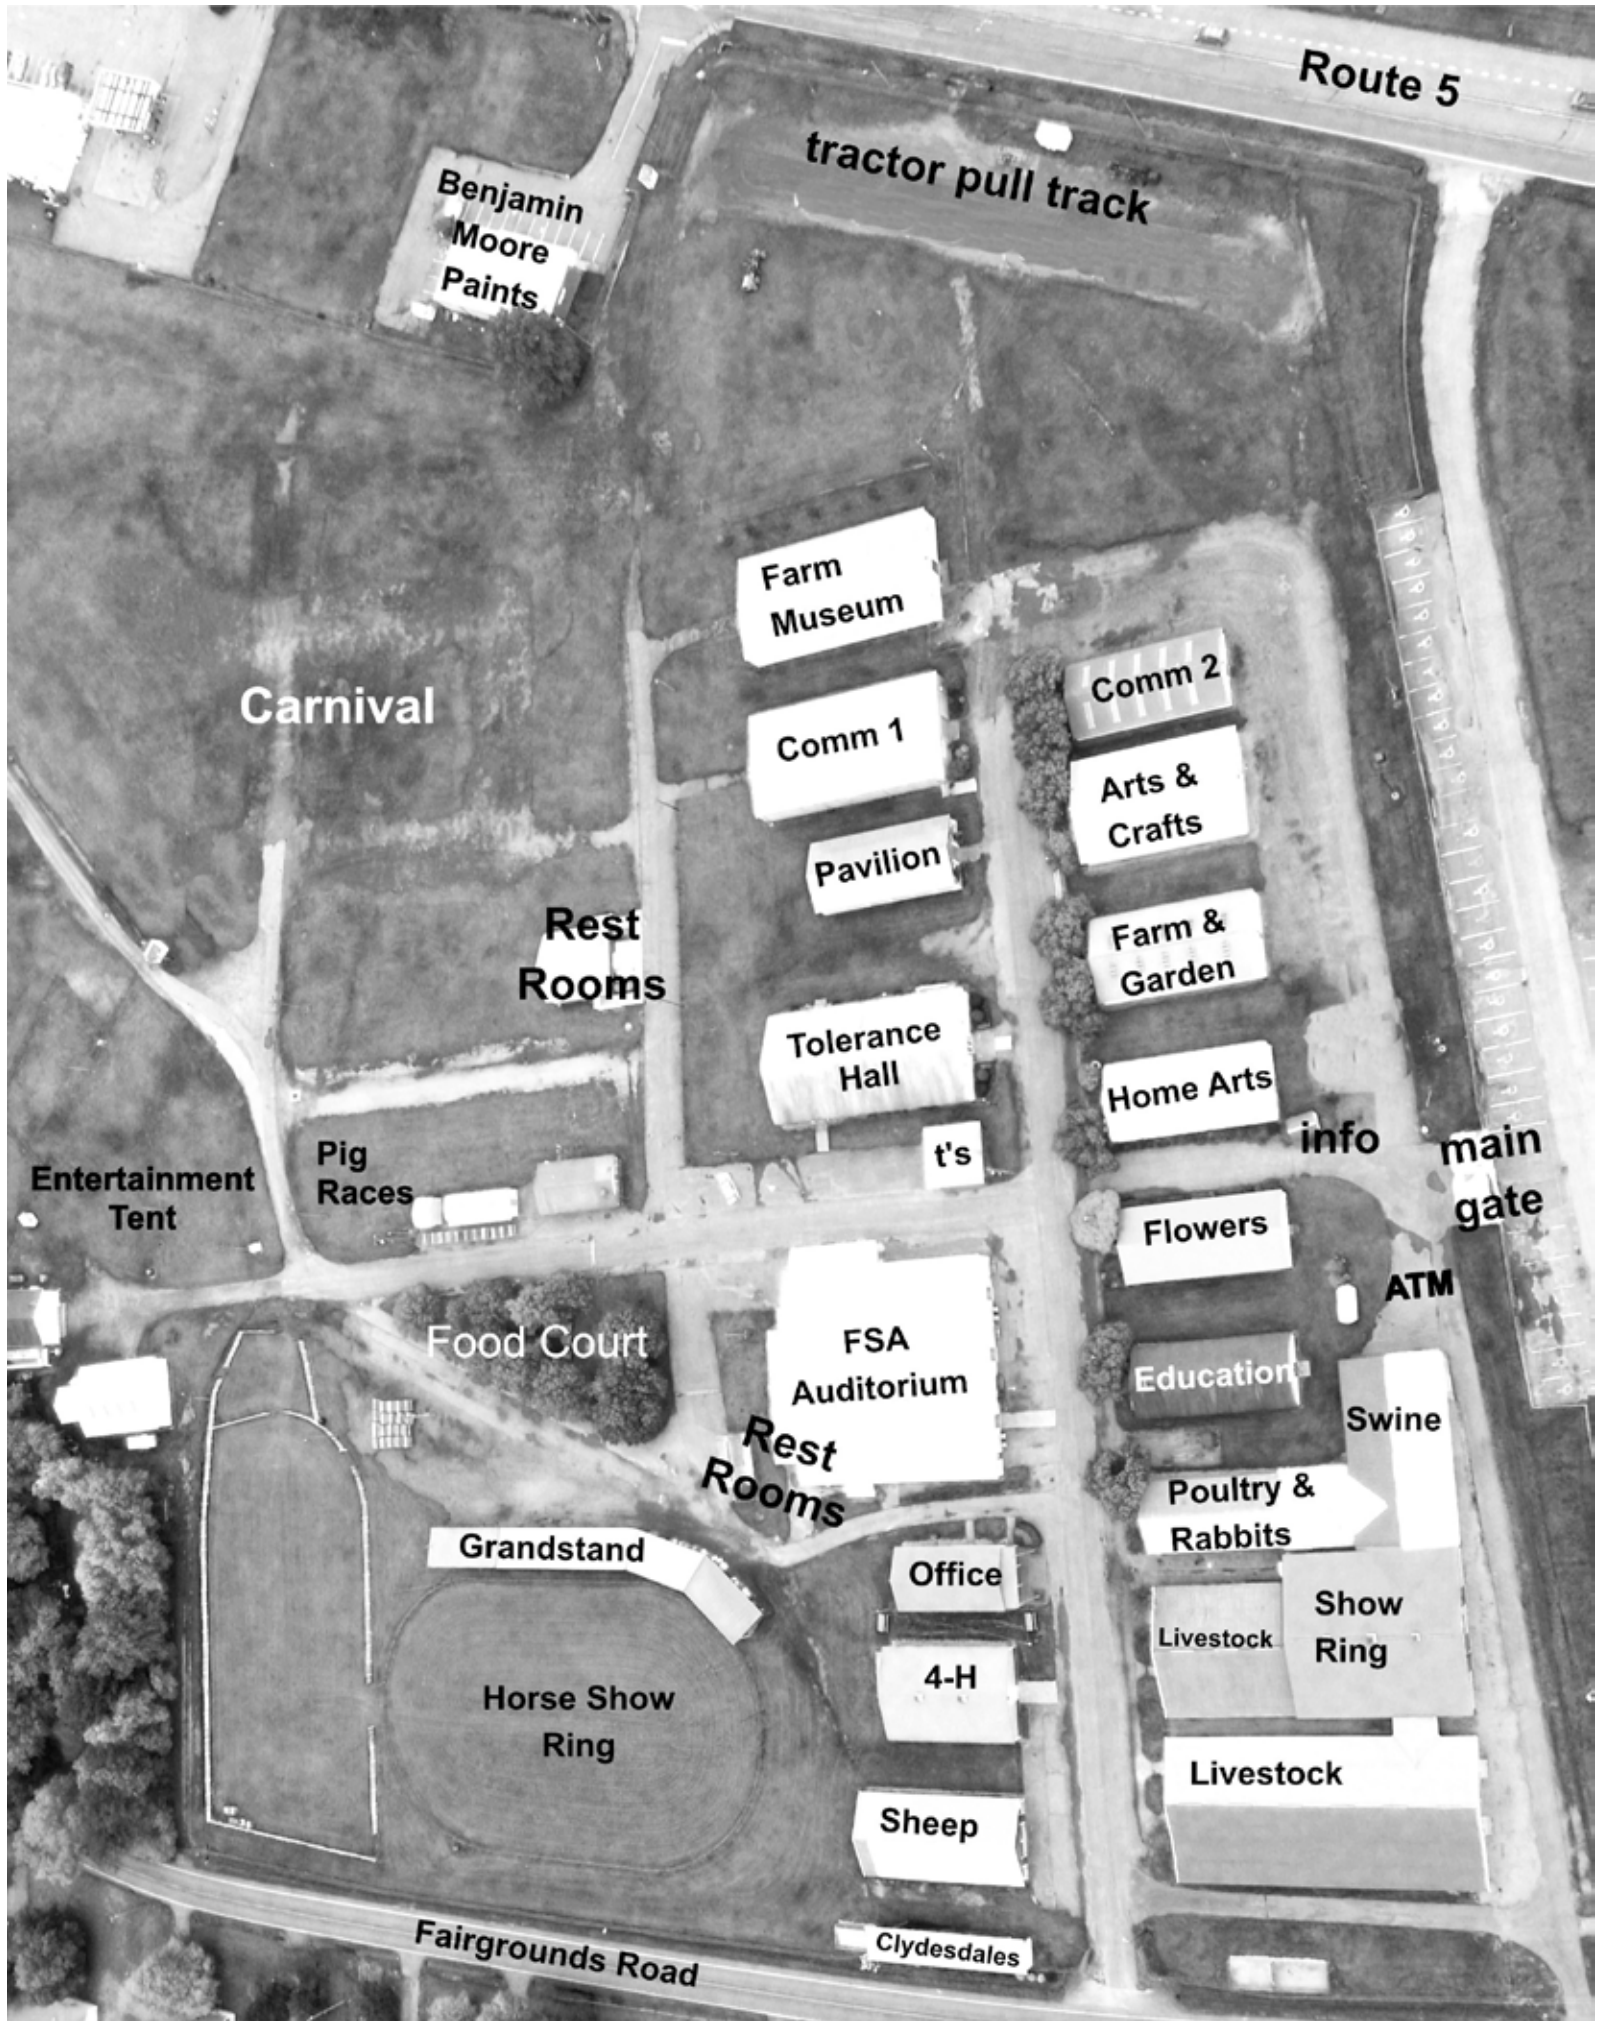 Route 5
tractor pull track
Benjamin
Moore
Paints
Farm
Museum
Comm 2
Carnival
Comm 1
Arts &
Crafts
Pavilion
Rest
Rooms
Farm &
Garden
Tolerance
Hall
Home Arts
info
main
gate
t's
Pig
Races
Entertainment
Tent
Flowers
ATM
Food Court
FSA
Auditorium
Education
Swine
Rest
Rooms
Poultry &
Rabbits
Grandstand
Office
Show
Ring
Livestock
4-H
Horse Show
Ring
Livestock
Sheep
Fairgrounds Road
Clydesdales